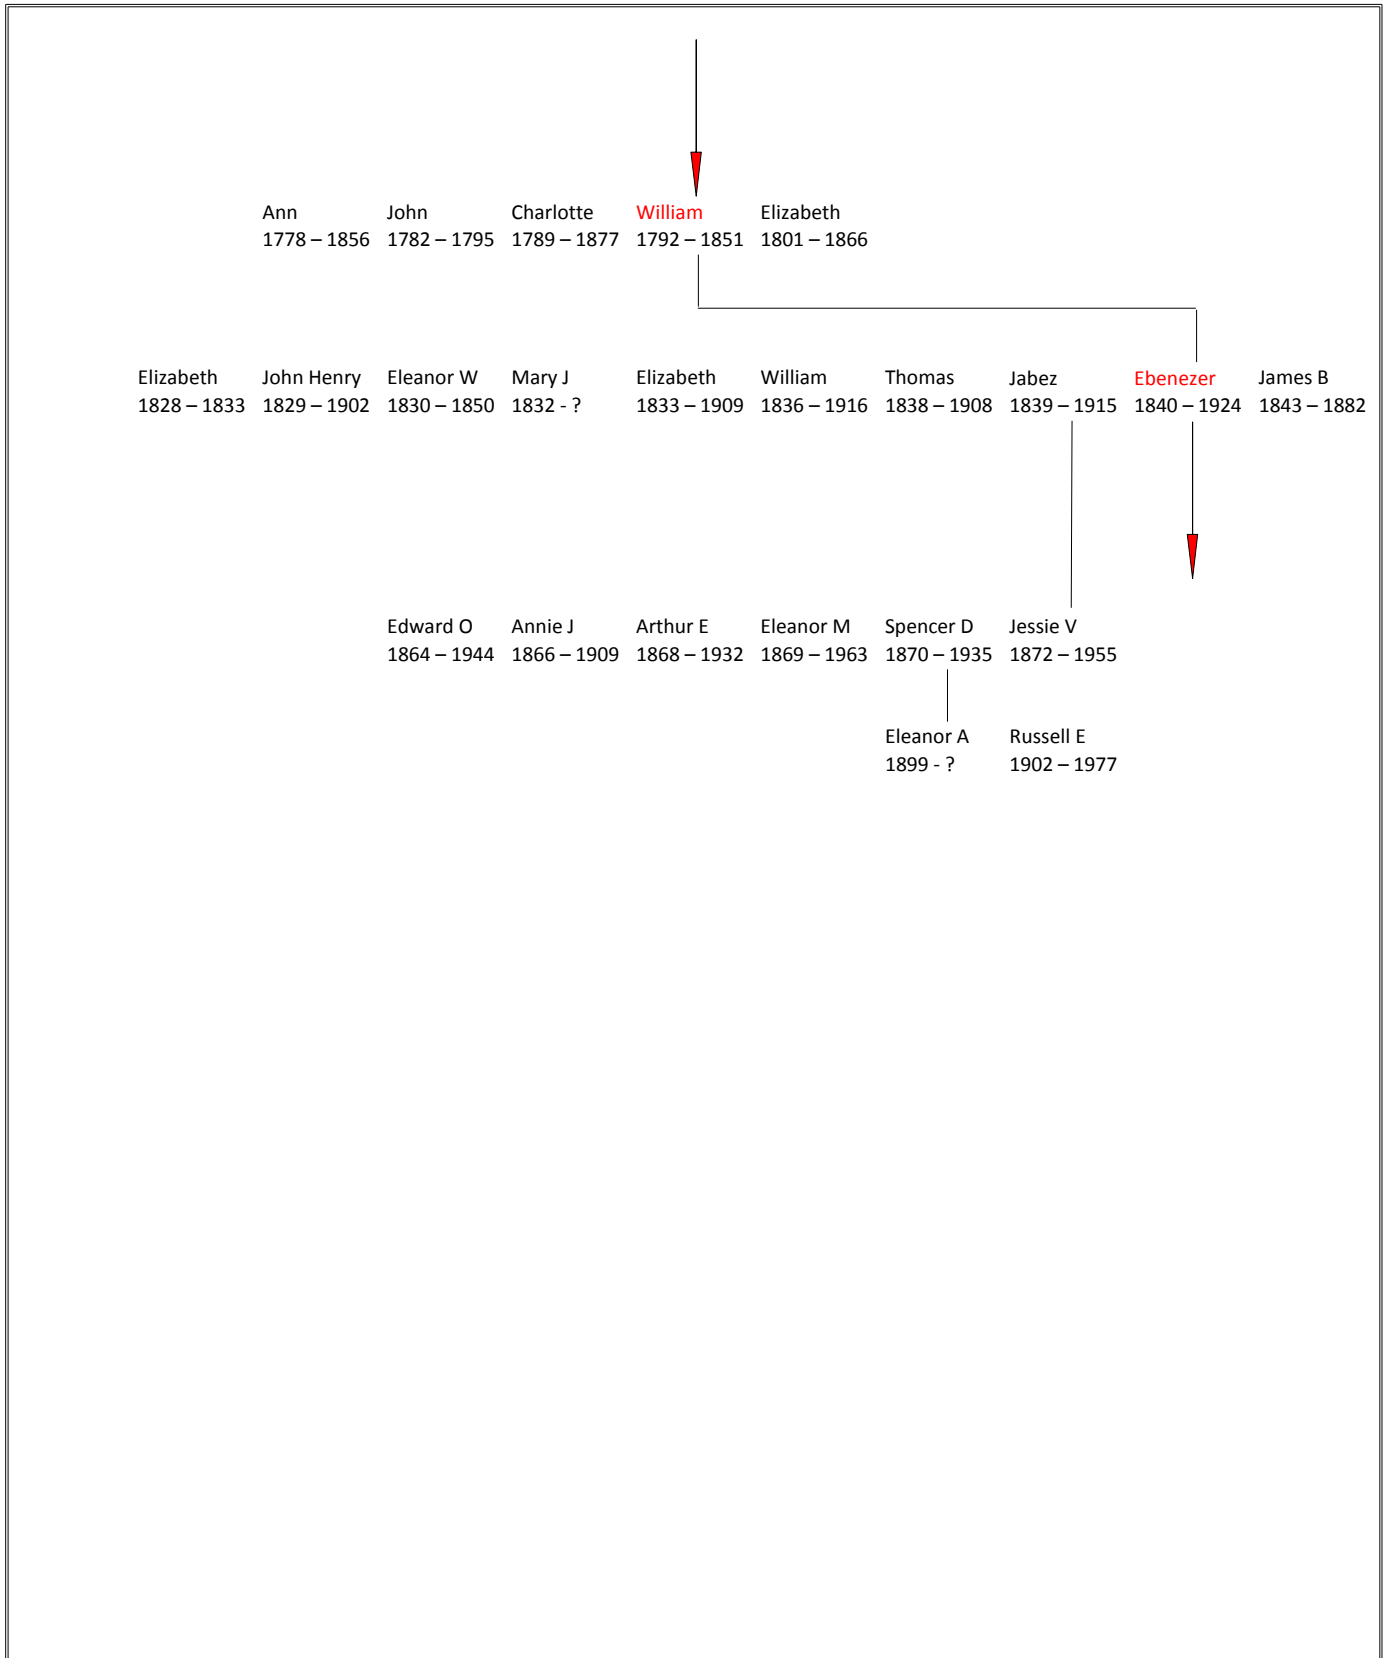 Ann John Charlotte William Elizabeth
1778 – 1856 1782 – 1795 1789 – 1877 1792 – 1851 1801 – 1866
Elizabeth John Henry Eleanor W Mary J Elizabeth William Thomas Jabez Ebenezer James B
1828 – 1833 1829 – 1902 1830 – 1850 1832 - ? 1833 – 1909 1836 – 1916 1838 – 1908 1839 – 1915 1840 – 1924 1843 – 1882
Edward O Annie J Arthur E Eleanor M Spencer D Jessie V
1864 – 1944 1866 – 1909 1868 – 1932 1869 – 1963 1870 – 1935 1872 – 1955
Eleanor A Russell E
1899 - ? 1902 – 1977